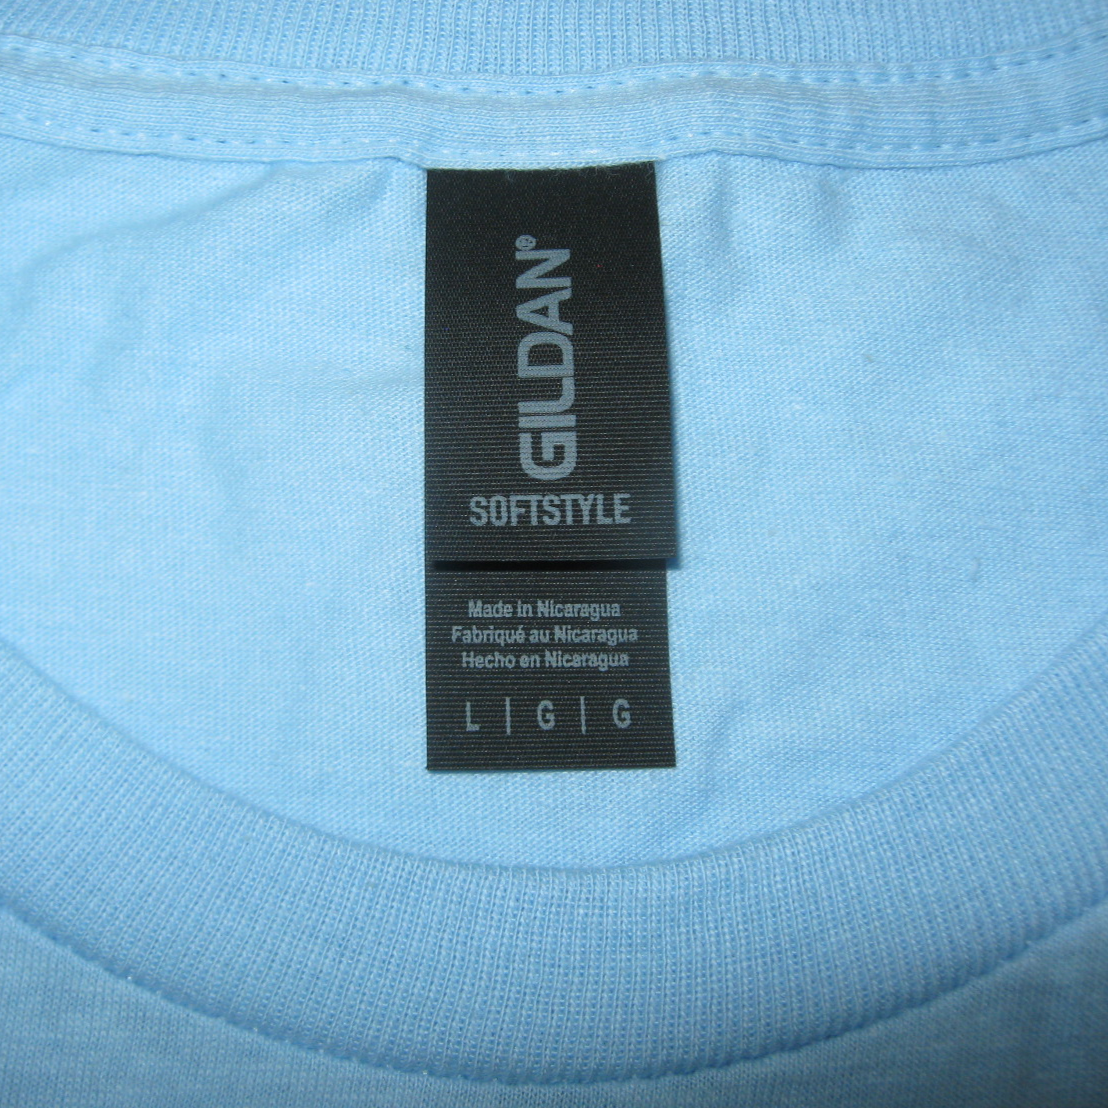 GILDAN®
SOFTSTYLE
Made in Nicaragua
Fabriqué au Nicaragua
Hecho en Nicaragua
L | G | G